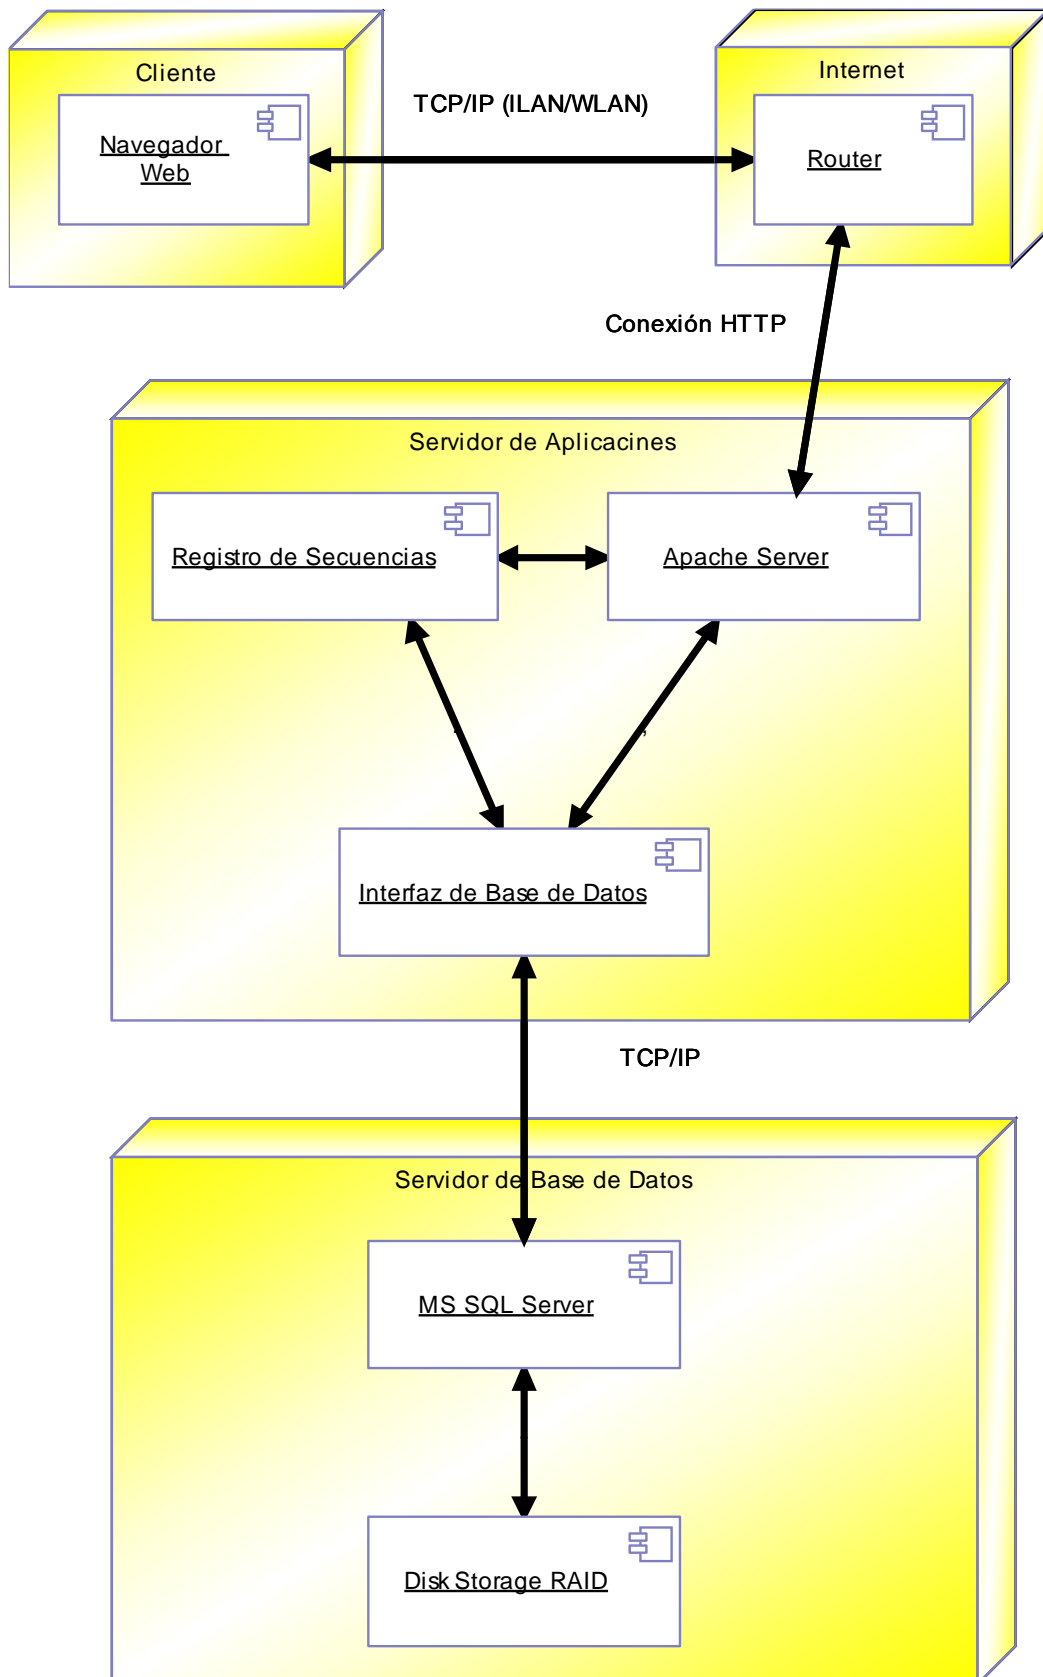 Cliente
Internet
TCP/IP (ILAN/WLAN)
Navegador
Web
Router
Conexión HTTP
Servidor de Aplicacines
Registro de Secuencias
Apache Server
Interfaz de Base de Datos
TCP/IP
Servidor de Base de Datos
MS SQL Server
Disk Storage RAID